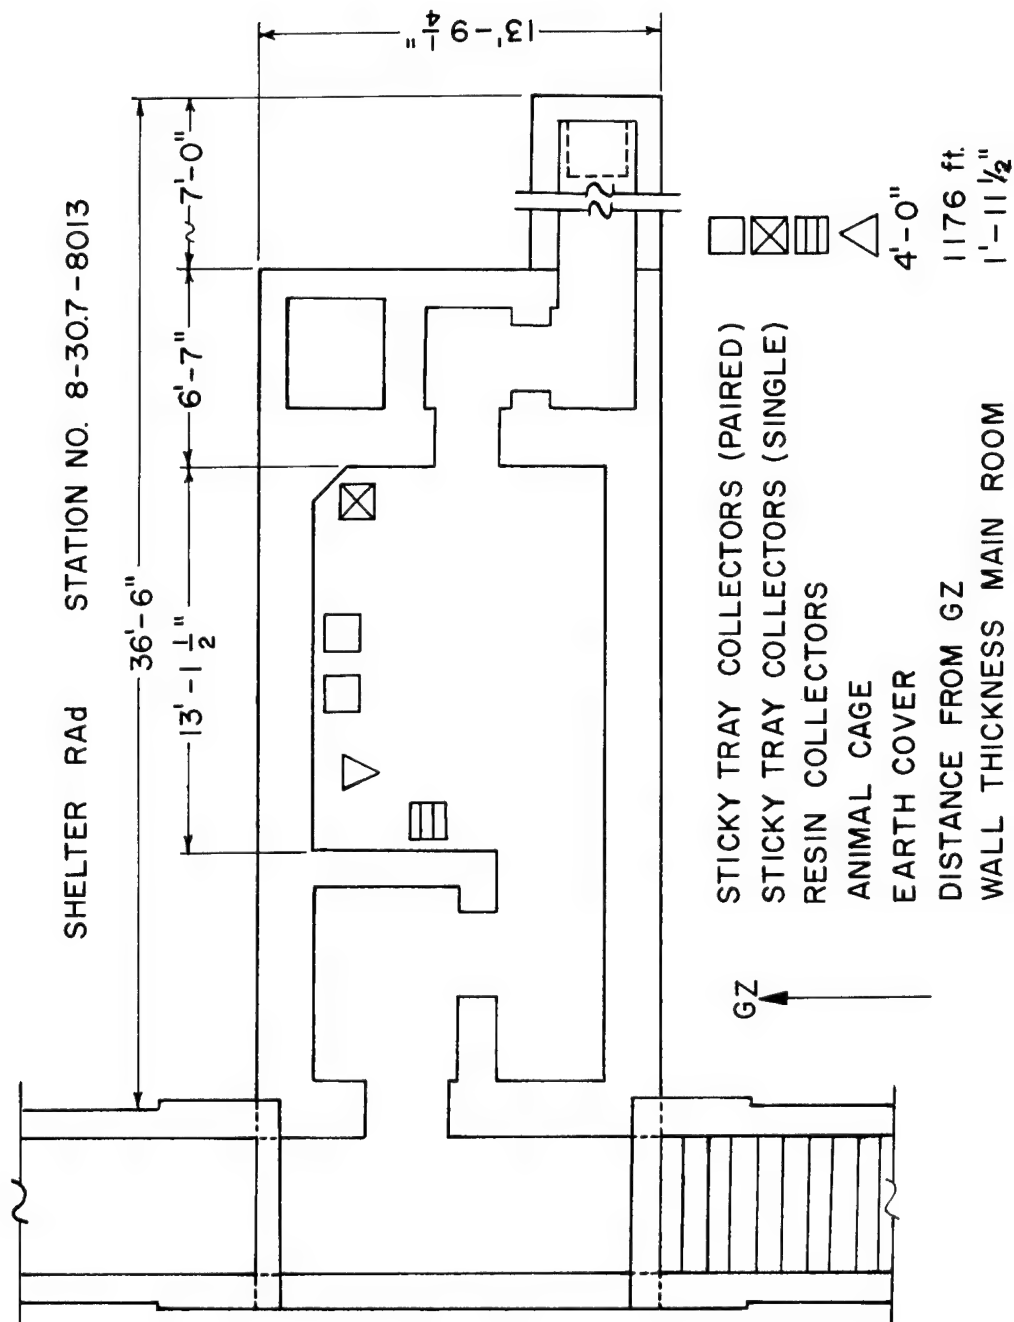 SHELTER RAd STATION NO. 8-30.7-8013
36'-6"
13'-1 1/2"
6'-7"
~7'-0"
13'-9 1/4"
STICKY TRAY COLLECTORS (PAIRED)
STICKY TRAY COLLECTORS (SINGLE)
RESIN COLLECTORS
ANIMAL CAGE
EARTH COVER 4'-0"
DISTANCE FROM GZ 1176 ft.
WALL THICKNESS MAIN ROOM 1'-11 1/2"
GZ